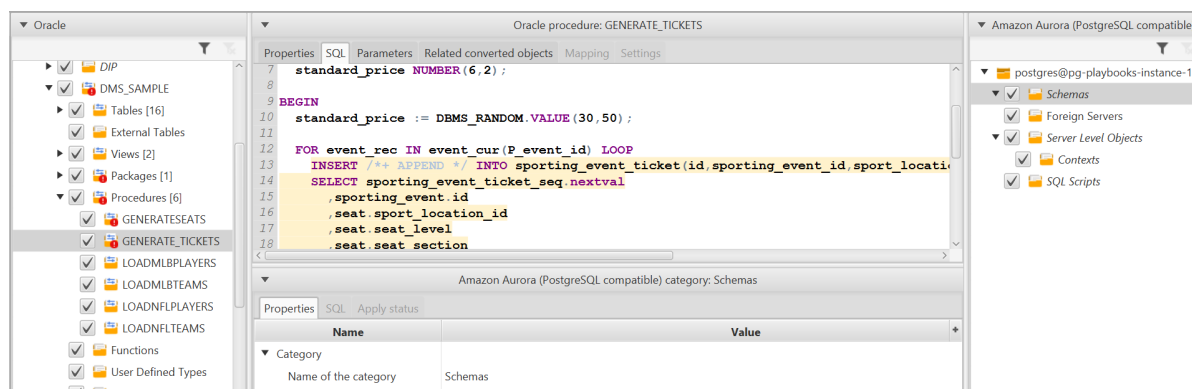 Oracle
DIP
DMS_SAMPLE
Tables [16]
External Tables
Views [2]
Packages [1]
Procedures [6]
GENERATESEATS
GENERATE_TICKETS
LOADMLBPLAYERS
LOADMLBTEAMS
LOADNFLPLAYERS
LOADNFLTEAMS
Functions
User Defined Types
Oracle procedure: GENERATE_TICKETS
Properties SQL Parameters Related converted objects Mapping Settings
7 standard_price NUMBER(6,2);
8
9 BEGIN
10 standard_price := DBMS_RANDOM.VALUE(30,50);
11
12 FOR event_rec IN event_cur(P_event_id) LOOP
13 INSERT /*+ APPEND */ INTO sporting_event_ticket(id,sporting_event_id,sport_locati
14 SELECT sporting_event_ticket_seq.nextval
15 ,sporting_event.id
16 ,seat.sport_location_id
17 ,seat.seat_level
18 ,seat.seat_section
Amazon Aurora (PostgreSQL compatible) category: Schemas
Properties SQL Apply status
Name Value
Category
Name of the category Schemas
Amazon Aurora (PostgreSQL compatible
postgres@pg-playbooks-instance-1
Schemas
Foreign Servers
Server Level Objects
Contexts
SQL Scripts